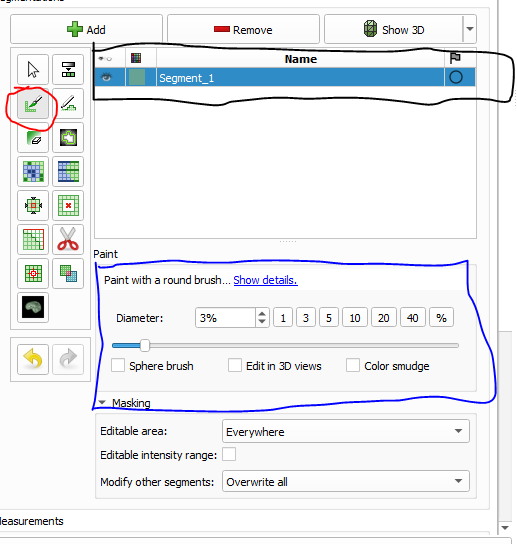 egmentations
Add Remove Show 3D
Name
Segment_1
Paint
Paint with a round brush... Show details.
Diameter: 3% 1 3 5 10 20 40 %
Sphere brush Edit in 3D views Color smudge
Masking
Editable area: Everywhere
Editable intensity range:
Modify other segments: Overwrite all
easurements